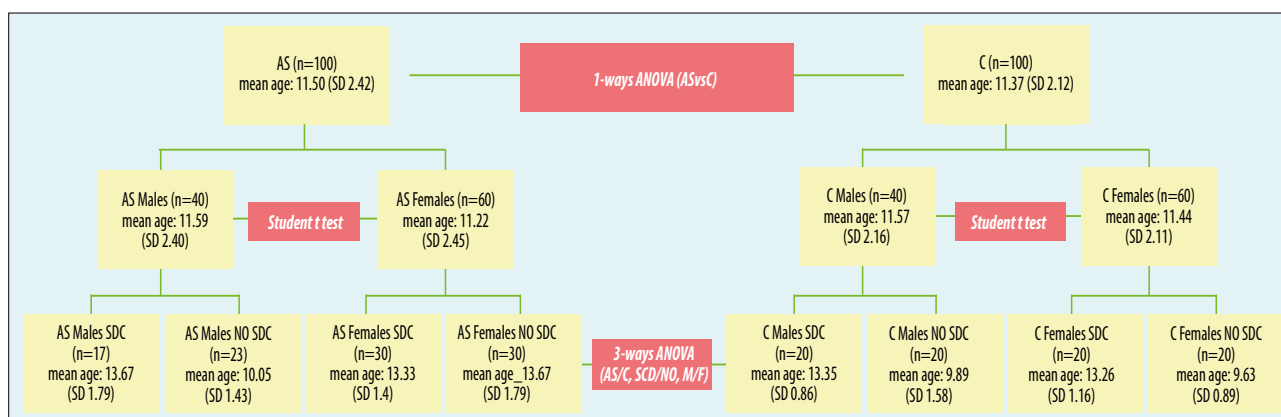 AS (n=100)
mean age: 11.50 (SD 2.42)
1-ways ANOVA (ASvsC)
C (n=100)
mean age: 11.37 (SD 2.12)
AS Males (n=40)
mean age: 11.59
(SD 2.40)
Student t test
AS Females (n=60)
mean age: 11.22
(SD 2.45)
C Males (n=40)
mean age: 11.57
(SD 2.16)
Student t test
C Females (n=60)
mean age: 11.44
(SD 2.11)
AS Males SDC
(n=17)
mean age: 13.67
(SD 1.79)
AS Males NO SDC
(n=23)
mean age: 10.05
(SD 1.43)
AS Females SDC
(n=30)
mean age: 13.33
(SD 1.4)
AS Females NO SDC
(n=30)
mean age_13.67
(SD 1.79)
3-ways ANOVA
(AS/C, SCD/NO, M/F)
C Males SDC
(n=20)
mean age: 13.35
(SD 0.86)
C Males NO SDC
(n=20)
mean age: 9.89
(SD 1.58)
C Females SDC
(n=20)
mean age: 13.26
(SD 1.16)
C Females NO SDC
(n=20)
mean age: 9.63
(SD 0.89)